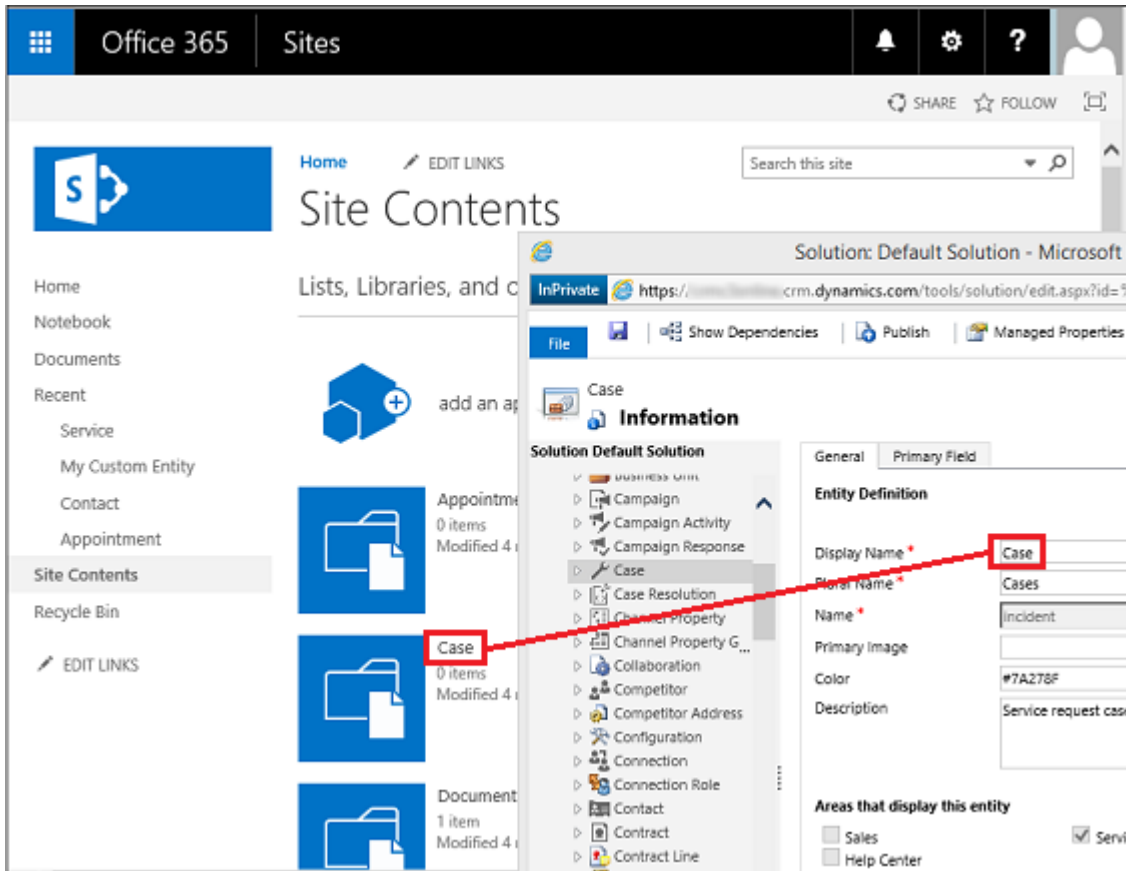 Office 365 Sites ?
SHARE FOLLOW
S
Home EDIT LINKS Search this site
Site Contents
Home
Notebook
Documents
Recent
Service
My Custom Entity
Contact
Appointment
Site Contents
Recycle Bin
EDIT LINKS
Lists, Libraries, and
add an
Appointme
0 items
Modified 4
Case
0 items
Modified 4
Document
1 item
Modified 4
Solution: Default Solution - Microsoft
InPrivate https:/ crm.dynamics.com/tools/solution/edit.aspx?id=
File Show Dependencies Publish Managed Properties
Case
Information
Solution Default Solution
Business Unit
Campaign
Campaign Activity
Campaign Response
Case
Case Resolution
Channel Property
Channel Property G...
Collaboration
Competitor
Competitor Address
Configuration
Connection
Connection Role
Contact
Contract
Contract Line
General Primary Field
Entity Definition
Display Name * Case
Plural Name * Cases
Name * incident
Primary Image
Color #7A278F
Description Service request case
Areas that display this entity
Sales Servi
Help Center